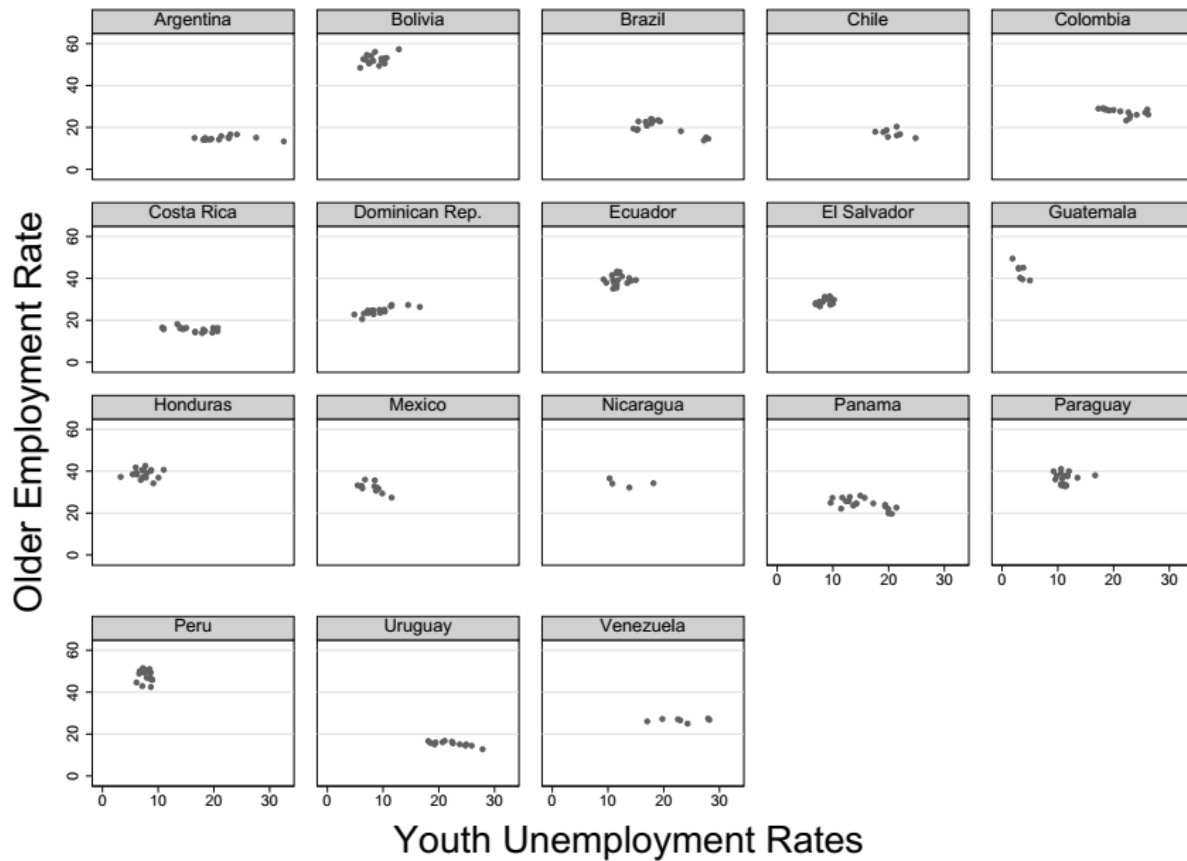 Argentina Bolivia Brazil Chile Colombia
60
40
20
0
Costa Rica Dominican Rep. Ecuador El Salvador Guatemala
60
40
20
0
Honduras Mexico Nicaragua Panama Paraguay
60
40
20
0
0 10 20 30 0 10 20 30
Peru Uruguay Venezuela
60
40
20
0
0 10 20 30 0 10 20 30 0 10 20 30
Older Employment Rate
Youth Unemployment Rates